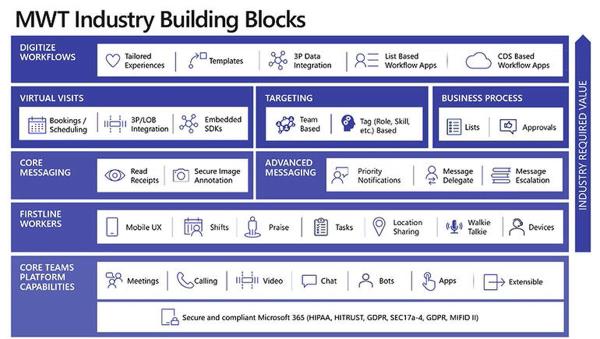 MWT Industry Building Blocks
DIGITIZE
WORKFLOWS
Tailored
Experiences
Templates
3P Data
Integration
List Based
Workflow Apps
CDS Based
Workflow Apps
VIRTUAL VISITS
Bookings /
Scheduling
3P/LOB
Integration
Embedded
SDKs
TARGETING
Team
Based
Tag (Role, Skill,
etc.) Based
BUSINESS PROCESS
Lists
Approvals
CORE
MESSAGING
Read
Receipts
Secure Image
Annotation
ADVANCED
MESSAGING
Priority
Notifications
Message
Delegate
Message
Escalation
FIRSTLINE
WORKERS
Mobile UX
Shifts
Praise
Tasks
Location
Sharing
Walkie
Talkie
Devices
CORE TEAMS
PLATFORM
CAPABILITIES
Meetings
Calling
Video
Chat
Bots
Apps
Extensible
Secure and compliant Microsoft 365 (HIPAA, HITRUST, GDPR, SEC17a-4, GDPR, MIFID II)
INDUSTRY REQUIRED VALUE